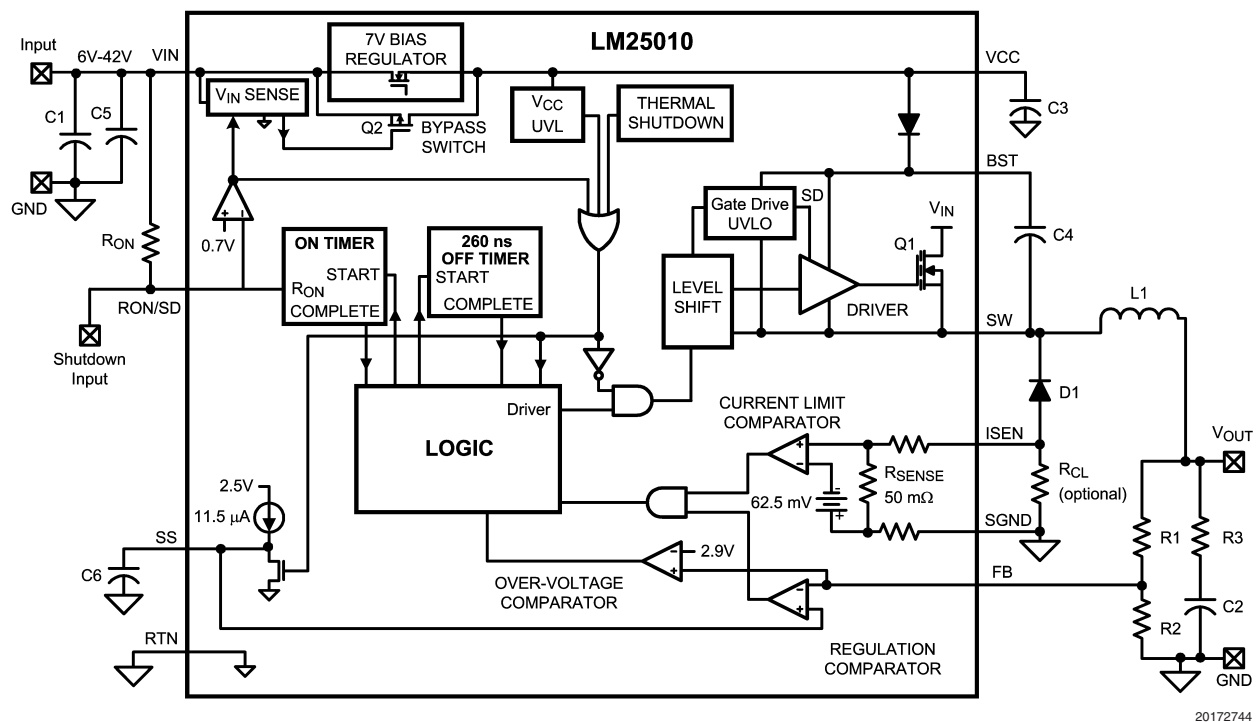 LM25010
Input
6V-42V
VIN
7V BIAS
REGULATOR
VCC
VIN SENSE
C1
C5
Q2
BYPASS
SWITCH
VCC
UVL
THERMAL
SHUTDOWN
C3
GND
BST
RON
+
-
0.7V
ON TIMER
START
RON
COMPLETE
260 ns
OFF TIMER
START
COMPLETE
Gate Drive
UVLO
SD
VIN
Q1
C4
LEVEL
SHIFT
DRIVER
L1
RON/SD
SW
Shutdown
Input
Driver
LOGIC
CURRENT LIMIT
COMPARATOR
+
-
D1
ISEN
VOUT
RSENSE
50 mΩ
RCL
(optional)
62.5 mV
-
+
2.5V
11.5 μA
SS
SGND
R1
R3
C6
2.9V
-
+
OVER-VOLTAGE
COMPARATOR
-
+
FB
C2
R2
RTN
REGULATION
COMPARATOR
GND
20172744